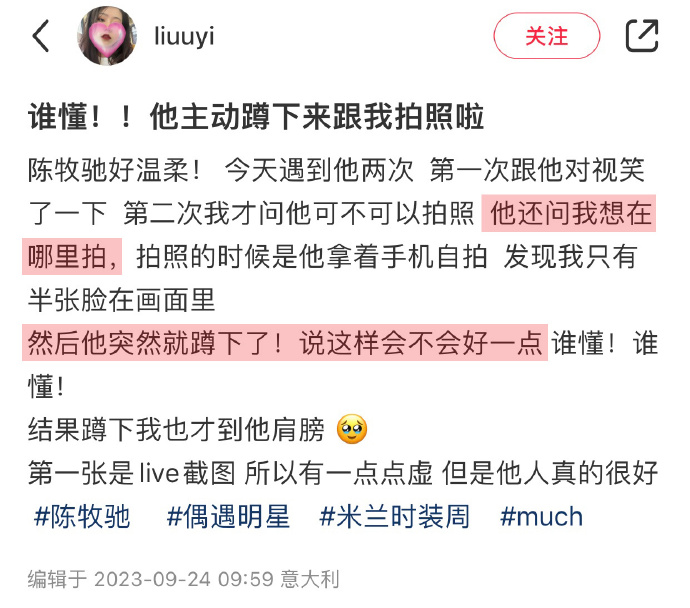 liuuyi
关注
谁懂！！他主动蹲下来跟我拍照啦
陈牧驰好温柔！ 今天遇到他两次 第一次跟他对视笑
了一下 第二次我才问他可不可以拍照 他还问我想在
哪里拍，拍照的时候是他拿着手机自拍 发现我只有
半张脸在画面里
然后他突然就蹲下了！说这样会不会好一点 谁懂！谁
懂！
结果蹲下我也才到他肩膀 🥹
第一张是live截图 所以有一点点虚 但是他人真的很好
#陈牧驰 #偶遇明星 #米兰时装周 #much
编辑于 2023-09-24 09:59 意大利